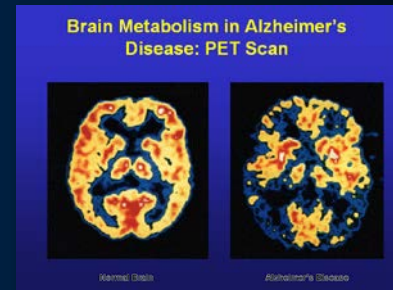 Brain Metabolism in Alzheimer's
Disease: PET Scan
Normal Brain
Alzheimer's Disease